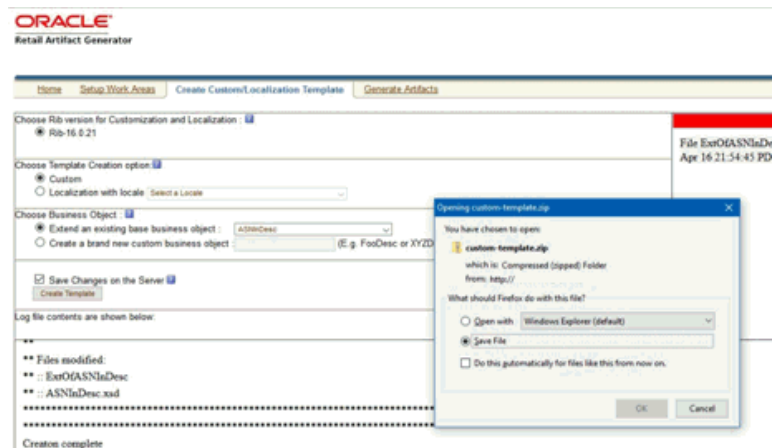 ORACLE
Retail Artifact Generator
Home Setup Work Areas Create Custom/Localization Template Generate Artifacts
Choose Rib version for Customization and Localization :
Rib-16.0.21
Choose Template Creation option:
Custom
Localization with locale Select a Locale
Choose Business Object :
Extend an existing base business object : ASNInDesc
Create a brand new custom business object : (E.g. FooDesc or XYZD
Save Changes on the Server
Create Template
Log file contents are shown below:
**
** Files modified:
** :: ExtOfASNInDesc
** :: ASNInDesc.xsd
Creaton complete
File ExtOfASNInDe
Apr 16 21:54:45 PD
Opening custom-template.zip
You have chosen to open:
custom-template.zip
which is: Compressed (zipped) Folder
from: http://
What should Firefox do with this file?
Open with Windows Explorer (default)
Save File
Do this automatically for files like this from now on.
OK Cancel